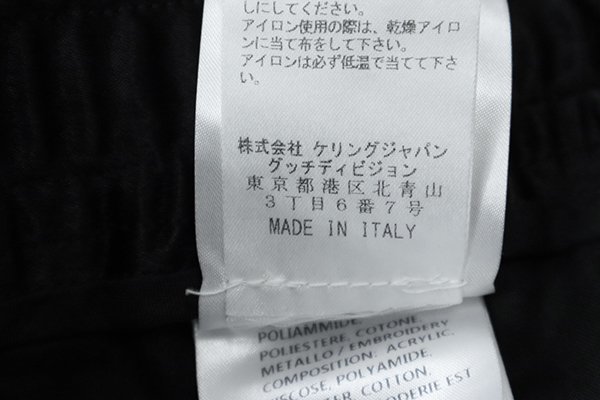 しにしてください。
アイロン使用の際は、乾燥アイロ
ンに当て布をして下さい。
アイロンは必ず低温で当てて下さ
い。
株式会社 ケリングジャパン
グッチディビジョン
東京都港区北青山
3丁目6番7号
MADE IN ITALY
POLIAMMIDE,
POLIESTERE, COTONE,
METALLO / EMBROIDERY
COMPOSITION: ACRYLIC,
VISCOSE, POLYAMIDE,
COTTON,
EST